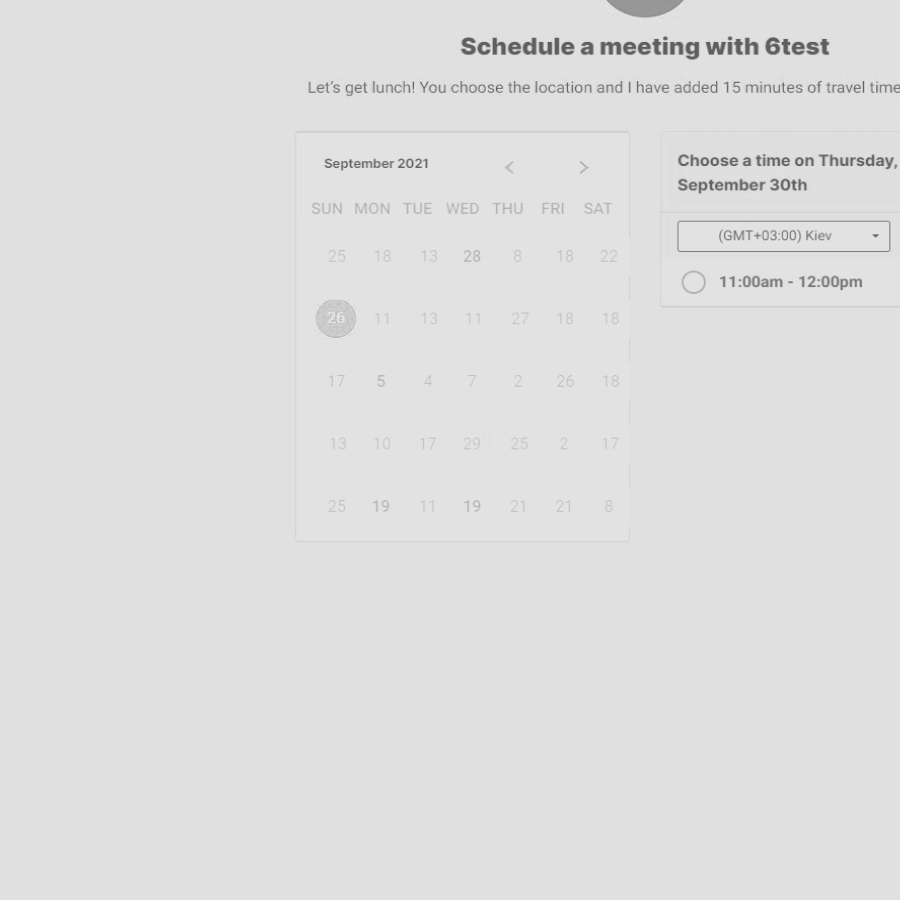 Schedule a meeting with 6test
Let's get lunch! You choose the location and I have added 15 minutes of travel time
September 2021
SUN MON TUE WED THU FRI SAT
25 18 13 28 8 18 22
26 11 13 11 27 18 18
17 5 4 7 2 26 18
13 10 17 29 25 2 17
25 19 11 19 21 21 8
Choose a time on Thursday,
September 30th
(GMT+03:00) Kiev
11:00am - 12:00pm